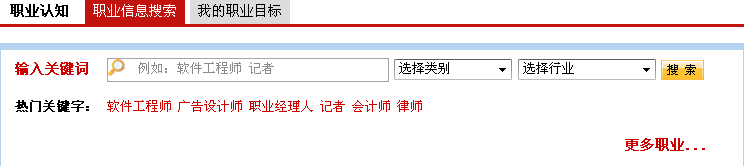 职业认知 职业信息搜索 我的职业目标
输入关键词 例如：软件工程师 记者 选择类别 选择行业 搜 索
热门关键字： 软件工程师 广告设计师 职业经理人 记者 会计师 律师
更多职业...